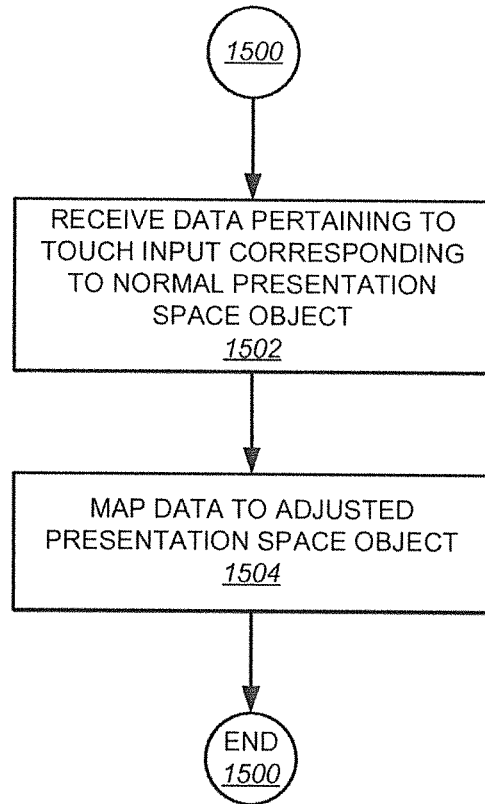 1500
RECEIVE DATA PERTAINING TO
TOUCH INPUT CORRESPONDING
TO NORMAL PRESENTATION
SPACE OBJECT
1502
MAP DATA TO ADJUSTED
PRESENTATION SPACE OBJECT
1504
END
1500